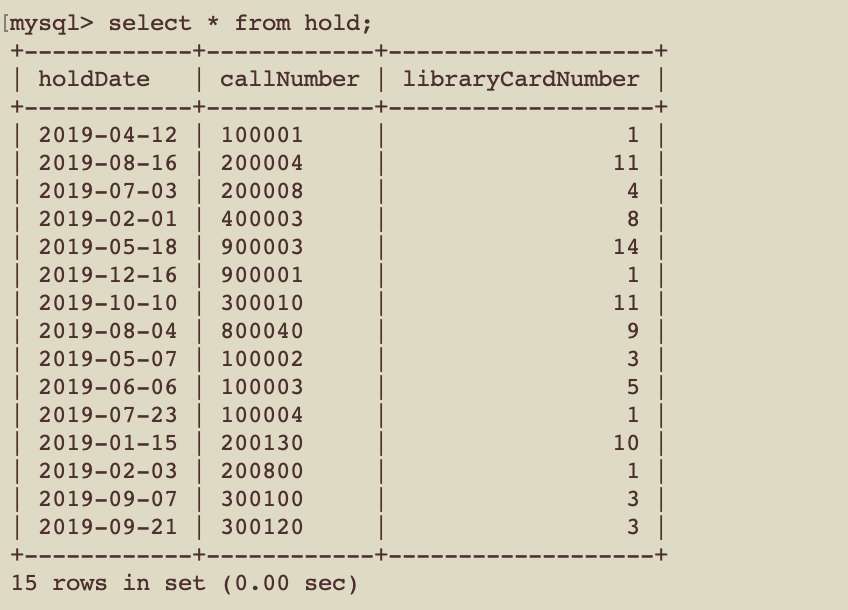 [mysql> select * from hold;
+------------+------------+-------------------+
| holdDate   | callNumber | libraryCardNumber |
+------------+------------+-------------------+
| 2019-04-12 | 100001     |                 1 |
| 2019-08-16 | 200004     |                11 |
| 2019-07-03 | 200008     |                 4 |
| 2019-02-01 | 400003     |                 8 |
| 2019-05-18 | 900003     |                14 |
| 2019-12-16 | 900001     |                 1 |
| 2019-10-10 | 300010     |                11 |
| 2019-08-04 | 800040     |                 9 |
| 2019-05-07 | 100002     |                 3 |
| 2019-06-06 | 100003     |                 5 |
| 2019-07-23 | 100004     |                 1 |
| 2019-01-15 | 200130     |                10 |
| 2019-02-03 | 200800     |                 1 |
| 2019-09-07 | 300100     |                 3 |
| 2019-09-21 | 300120     |                 3 |
+------------+------------+-------------------+
15 rows in set (0.00 sec)